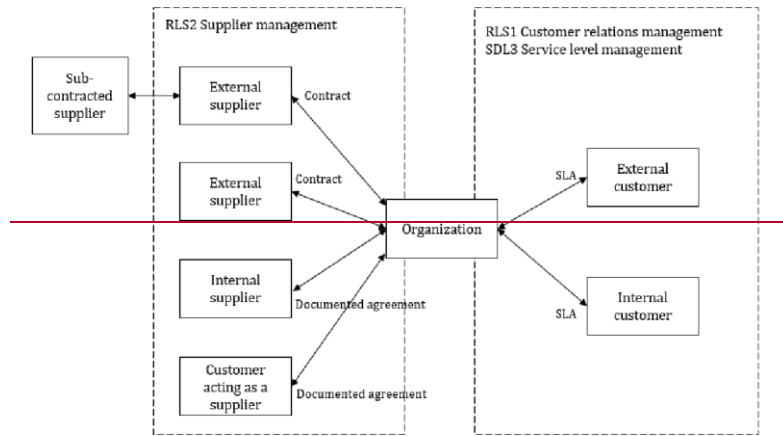 RLS2 Supplier management
RLS1 Customer relations management
SDL3 Service level management
Sub-
contracted
supplier
External
supplier
Contract
External
supplier
Contract
Internal
supplier
Documented agreement
Customer
acting as a
supplier
Documented agreement
Organization
SLA
External
customer
SLA
Internal
customer